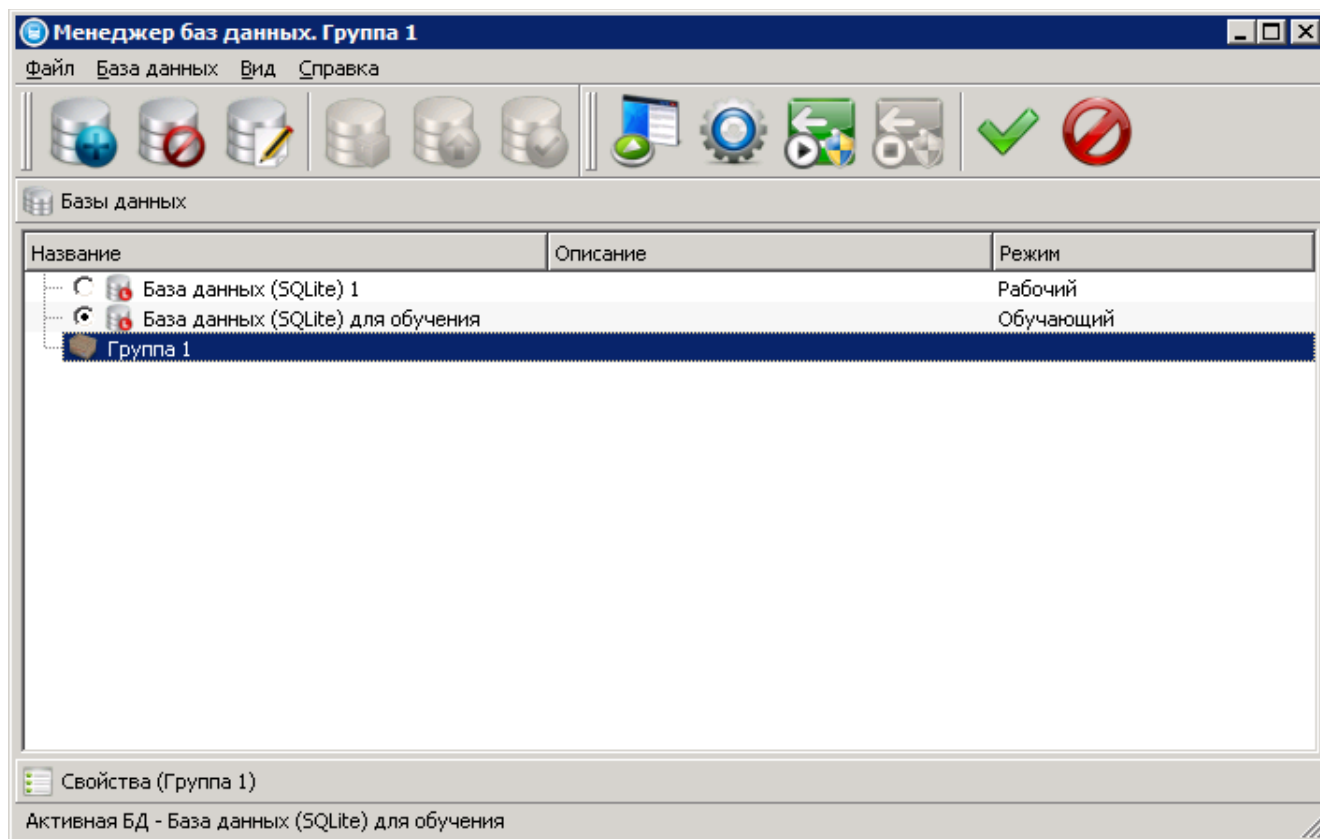 Менеджер баз данных. Группа 1
Файл База данных Вид Справка
Базы данных
Название Описание Режим
База данных (SQLite) 1 Рабочий
База данных (SQLite) для обучения Обучающий
Группа 1
Свойства (Группа 1)
Активная БД - База данных (SQLite) для обучения